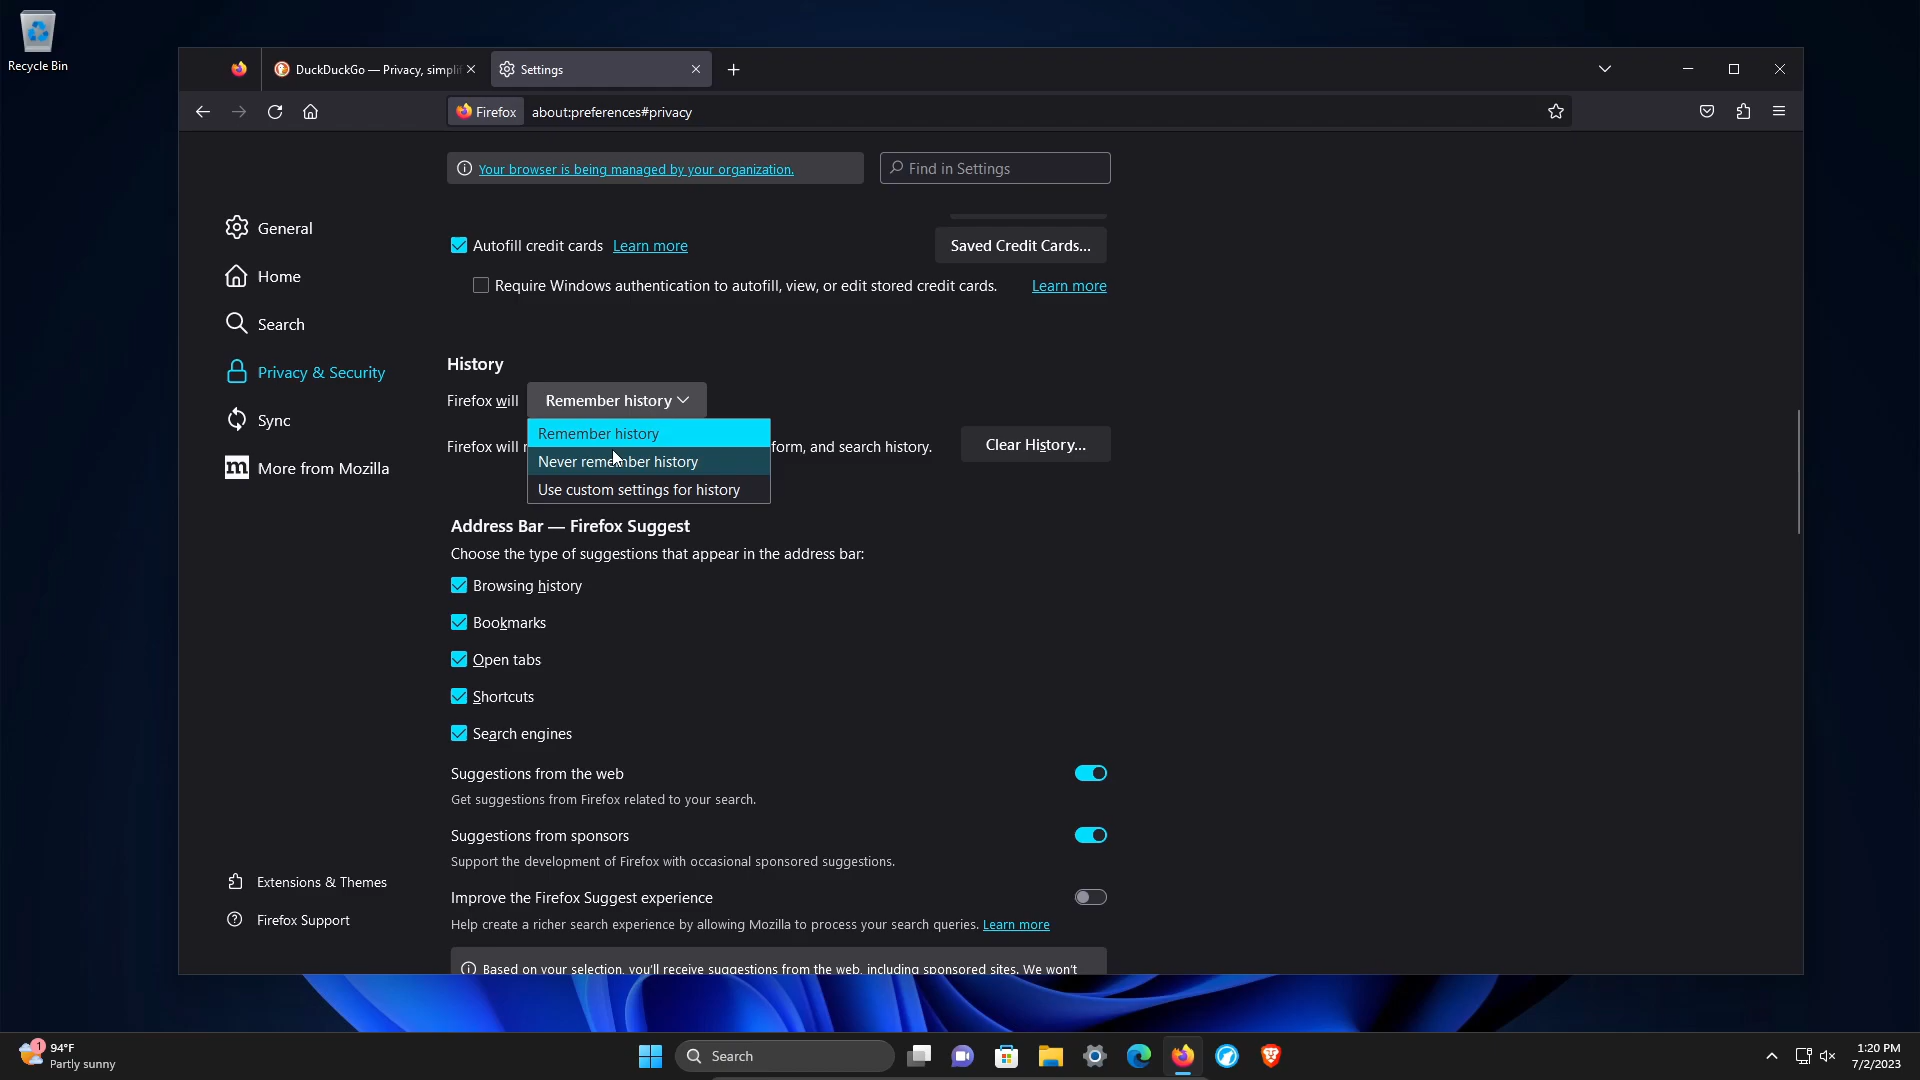 Recycle Bin
DuckDuckGo — Privacy, simplif
Settings
Firefox
about:preferences#privacy
Your browser is being managed by your organization.
Find in Settings
General
Home
Search
Privacy & Security
Sync
More from Mozilla
Extensions & Themes
Firefox Support
Autofill credit cards Learn more
Saved Credit Cards...
Require Windows authentication to autofill, view, or edit stored credit cards. Learn more
History
Firefox will Remember history
Remember history
Never remember history
Use custom settings for history
Firefox will r form, and search history.
Clear History...
Address Bar — Firefox Suggest
Choose the type of suggestions that appear in the address bar:
Browsing history
Bookmarks
Open tabs
Shortcuts
Search engines
Suggestions from the web
Get suggestions from Firefox related to your search.
Suggestions from sponsors
Support the development of Firefox with occasional sponsored suggestions.
Improve the Firefox Suggest experience
Help create a richer search experience by allowing Mozilla to process your search queries. Learn more
Based on your selection, you'll receive suggestions from the web, including sponsored sites. We won't
1
94°F
Partly sunny
Search
1:20 PM
7/2/2023